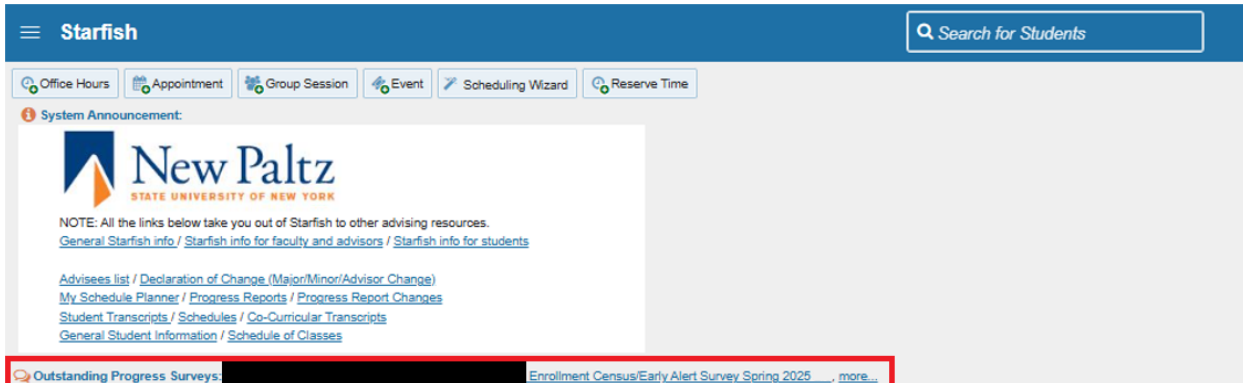 Starfish
Search for Students
Office Hours Appointment Group Session Event Scheduling Wizard Reserve Time
System Announcement:
New Paltz
STATE UNIVERSITY OF NEW YORK
NOTE: All the links below take you out of Starfish to other advising resources.
General Starfish info / Starfish info for faculty and advisors / Starfish info for students
Advisees list / Declaration of Change (Major/Minor/Advisor Change)
My Schedule Planner / Progress Reports / Progress Report Changes
Student Transcripts / Schedules / Co-Curricular Transcripts
General Student Information / Schedule of Classes
Outstanding Progress Surveys: Enrollment Census/Early Alert Survey Spring 2025 , more...